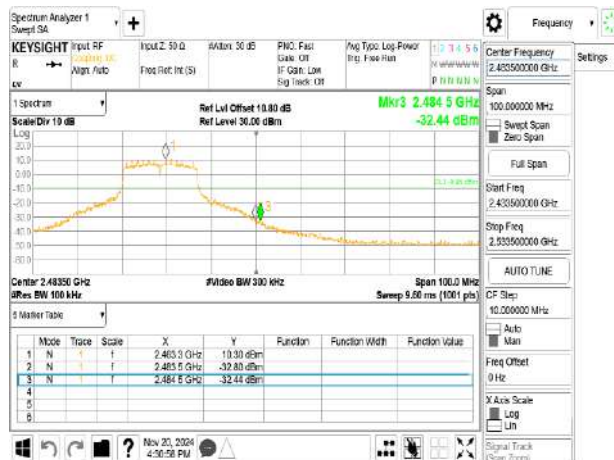 Spectrum Analyzer 1
Swept SA
Frequency
KEYSIGHT
Input: RF
Coupling: DC
Align: Auto
Input Z: 50 Ω
Freq Ref: Int (S)
#Atten: 30 dB
PNO: Fast
Gate: Off
IF Gain: Low
Sig Track: Off
Avg Type: Log-Power
Trig: Free Run
1 2 3 4 5 6
P N N N N N
1 Spectrum
Scale/Div 10 dB
Log
Ref Lvl Offset 10.80 dB
Ref Level 30.00 dBm
Mkr3 2.484 5 GHz
-32.44 dBm
20.0
10.0
0.00
-10.0
-20.0
-30.0
-40.0
-50.0
-60.0
1
3
Center 2.48350 GHz
#Res BW 100 kHz
#Video BW 300 kHz
Span 100.0 MHz
Sweep 9.60 ms (1001 pts)
5 Marker Table
Mode Trace Scale X Y Function Function Width Function Value
1 N 1 f 2.463 3 GHz 10.30 dBm
2 N 1 f 2.483 5 GHz -32.80 dBm
3 N 1 f 2.484 5 GHz -32.44 dBm
4
5
6
Nov 20, 2024
4:30:58 PM
Center Frequency
2.483500000 GHz
Settings
Span
100.000000 MHz
Swept Span
Zero Span
Full Span
Start Freq
2.433500000 GHz
Stop Freq
2.533500000 GHz
AUTO TUNE
CF Step
10.000000 MHz
Auto
Man
Freq Offset
0 Hz
X Axis Scale
Log
Lin
Signal Track
(Span Zoom)